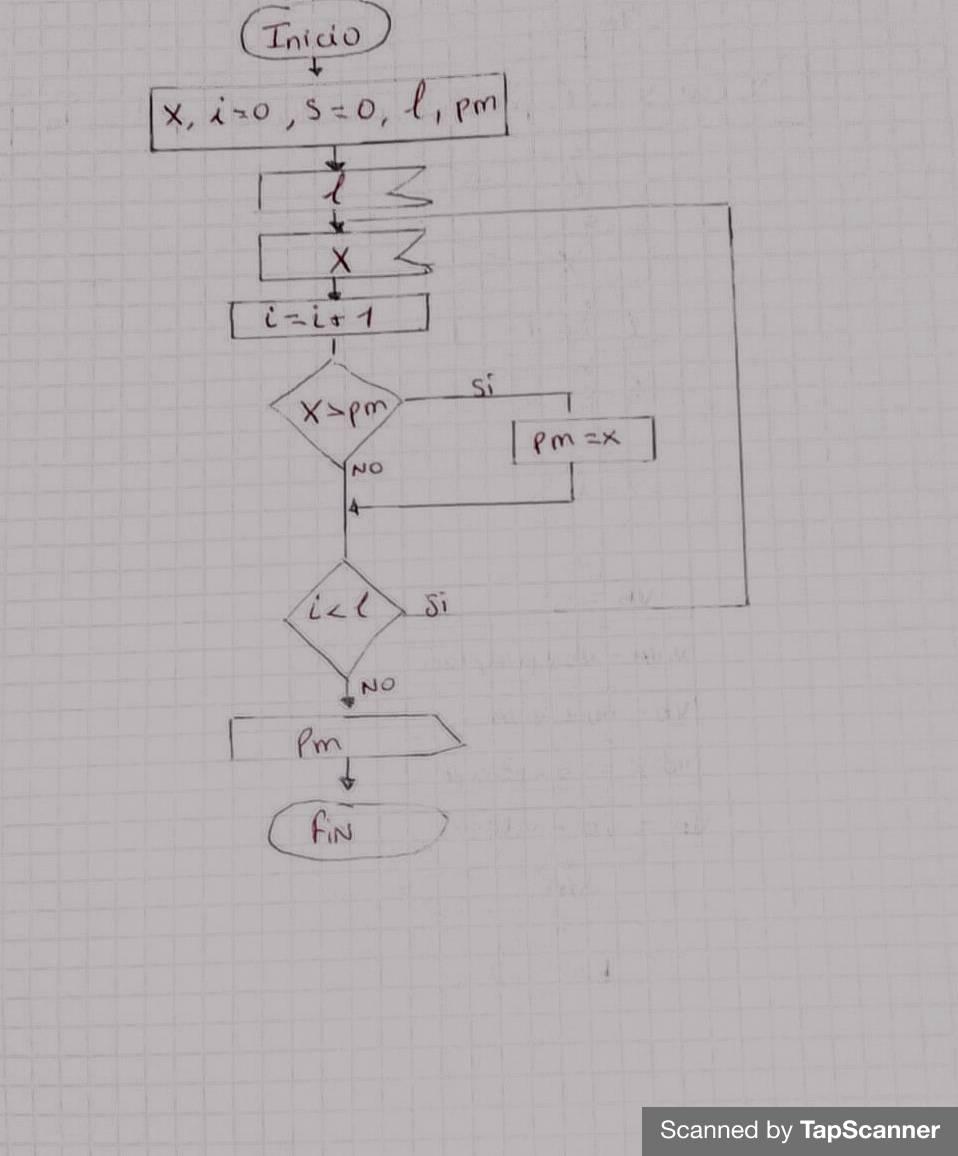 Inicio
X, i=0, s=0, l, pm
l
X
i=i+1
X>pm
si
pm=x
NO
i<l
Si
NO
Pm
fiN
Scanned by TapScanner